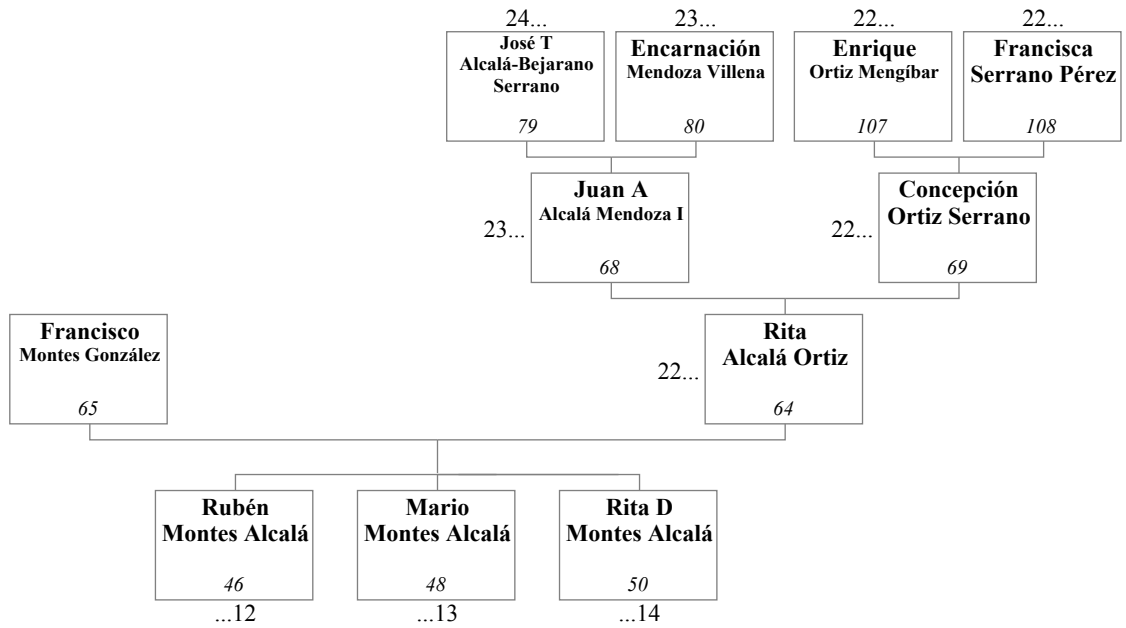 24...
23...
22...
22...
José T
Alcalá-Bejarano
Serrano
79
Encarnación
Mendoza Villena
80
Enrique
Ortiz Mengíbar
107
Francisca
Serrano Pérez
108
23...
Juan A
Alcalá Mendoza I
68
22...
Concepción
Ortiz Serrano
69
Francisco
Montes González
65
22...
Rita
Alcalá Ortiz
64
Rubén
Montes Alcalá
46
...12
Mario
Montes Alcalá
48
...13
Rita D
Montes Alcalá
50
...14